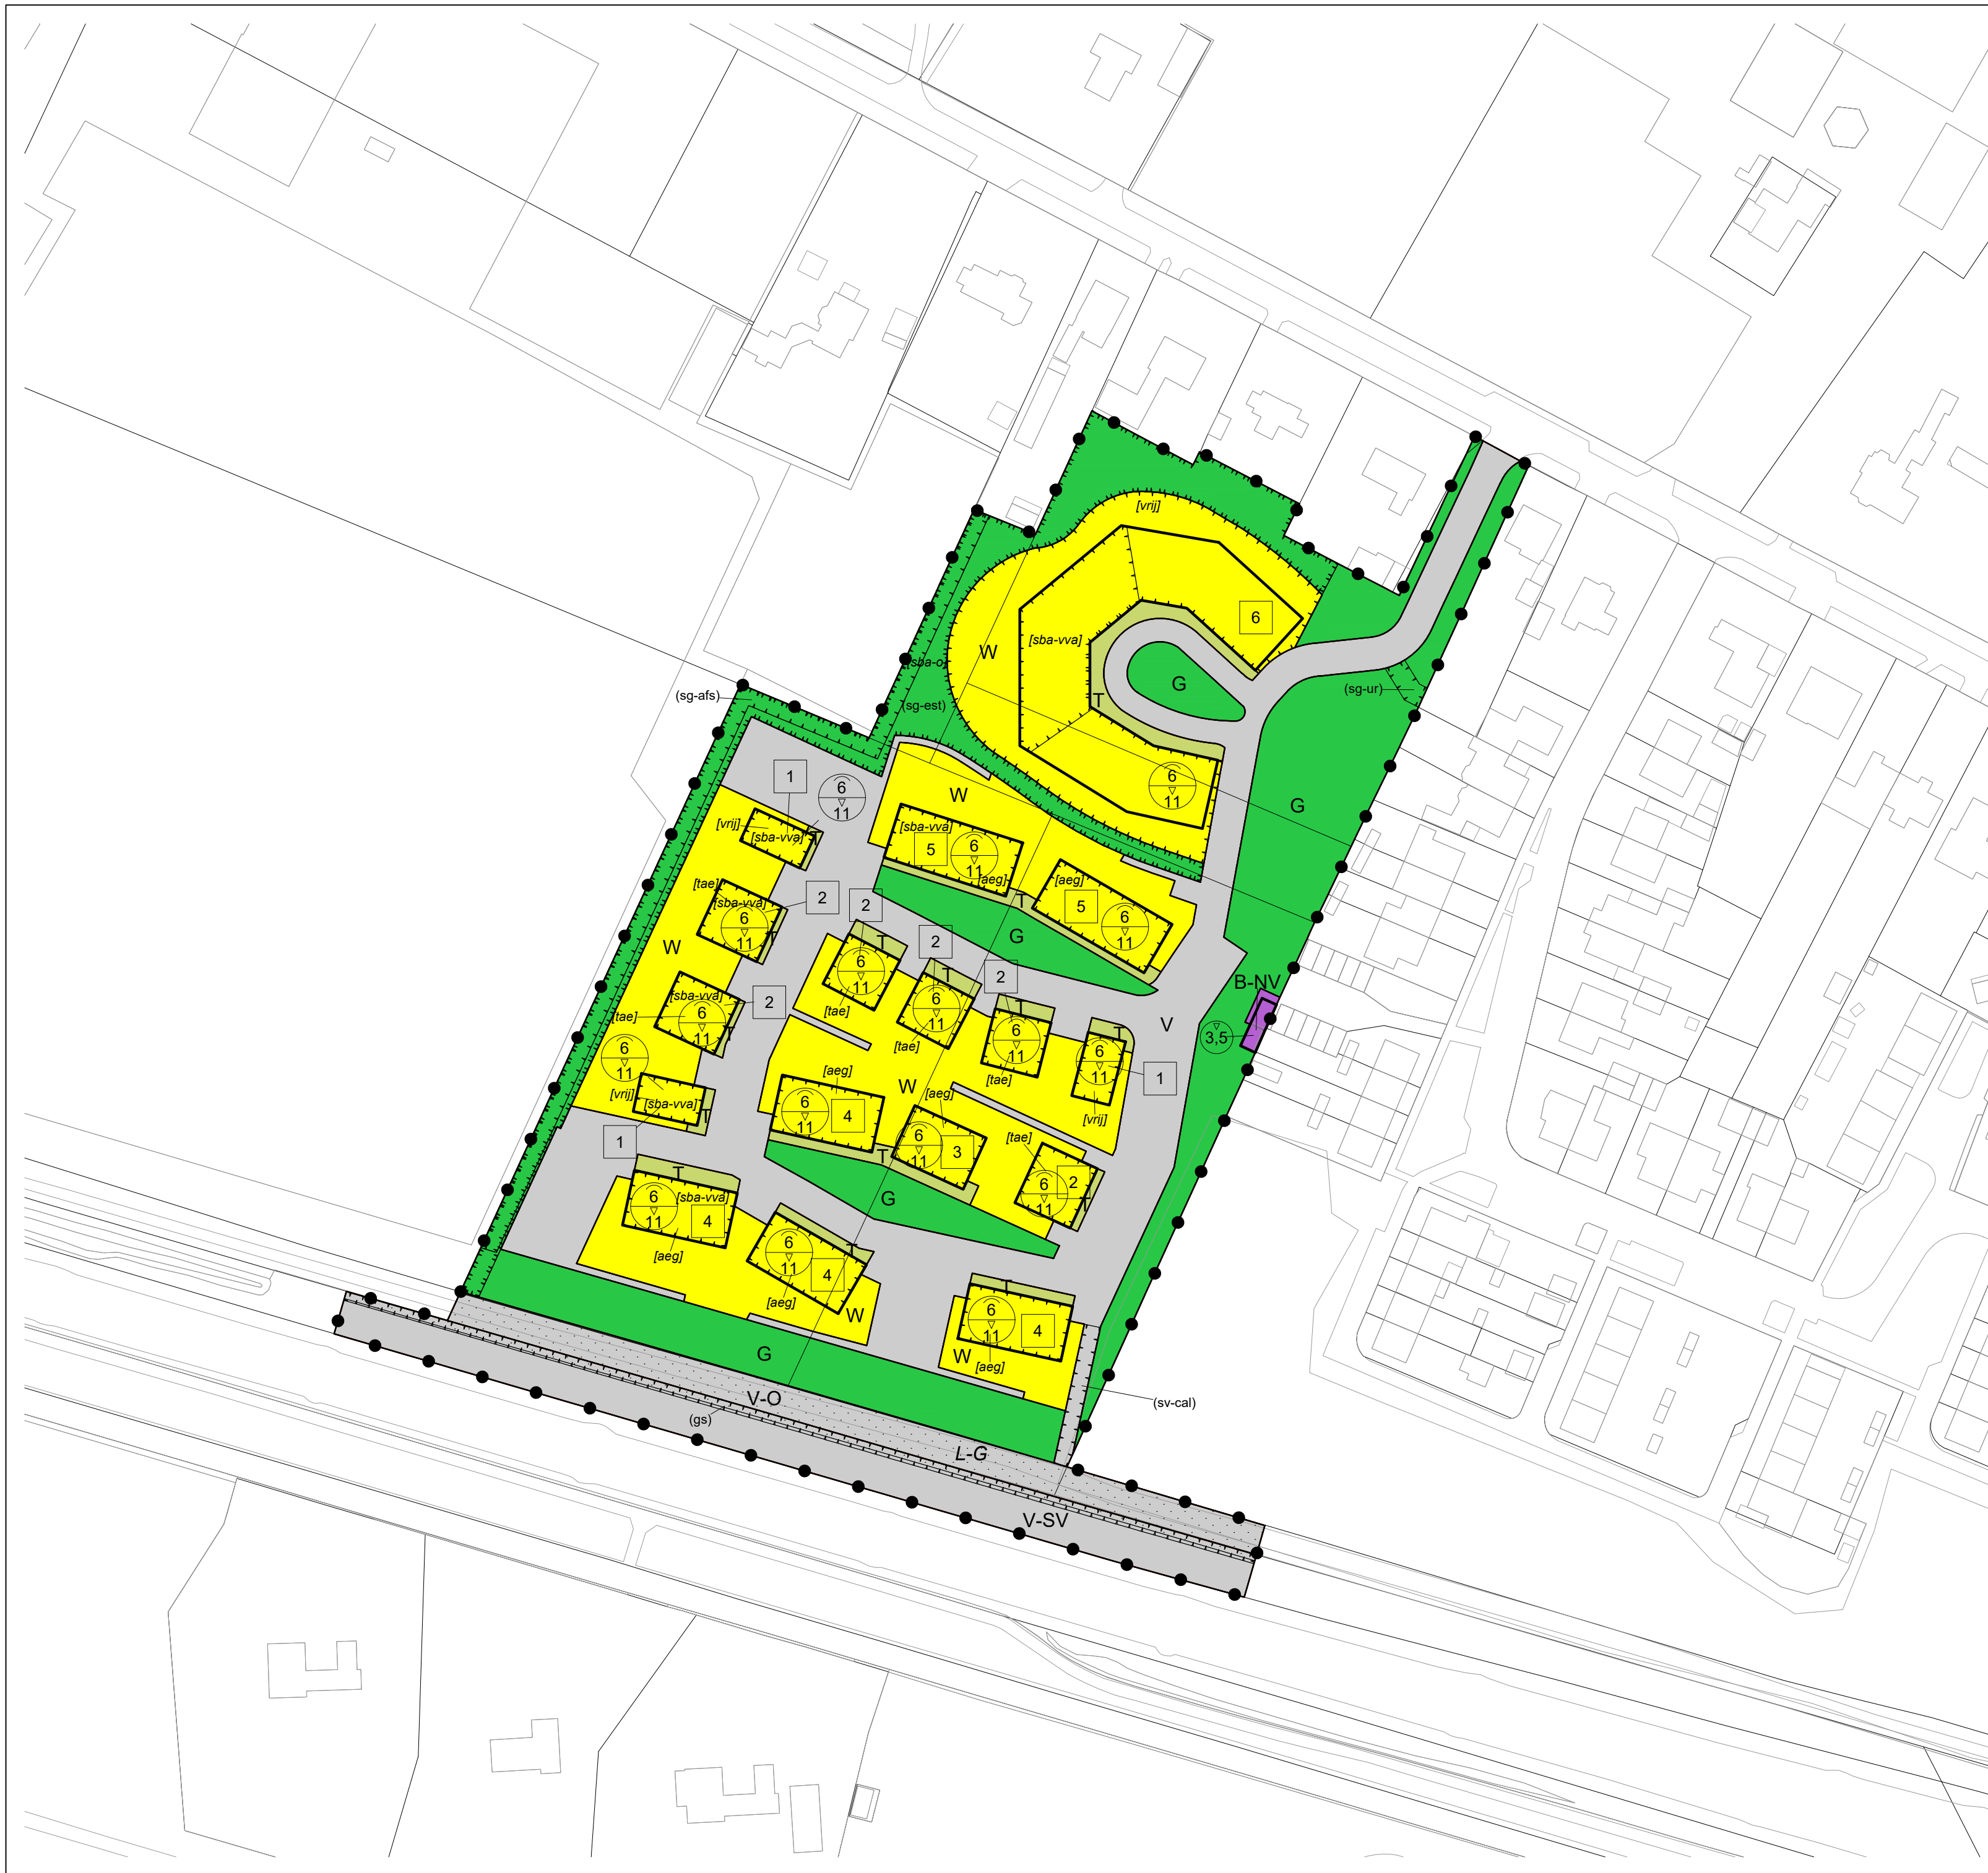 [vrij]
6
[sba-vva]
W
[sba-o]
G
(sg-afs)
(sg-est)
T
(sg-ur)
1
6
11
6
11
W
G
[vrij]
[sba-vva]
T
[sba-vva]
5
6
11
[aeg]
[aeg]
5
6
11
T
[tae]
[sba-vva]
2
6
11
T
2
T
6
11
[tae]
2
T
6
11
[tae]
G
W
2
T
6
11
[tae]
B-NV
3,5
V
T
6
11
1
[vrij]
[sba-vva]
2
[tae]
6
11
T
6
11
[vrij]
[sba-vva]
T
1
[aeg]
6
11
4
W
[aeg]
6
11
3
T
[tae]
2
6
11
T
G
T
6
11
[sba-vva]
4
[aeg]
6
11
T
4
[aeg]
W
T
6
11
4
[aeg]
W
G
V-O
(gs)
(sv-cal)
L-G
V-SV